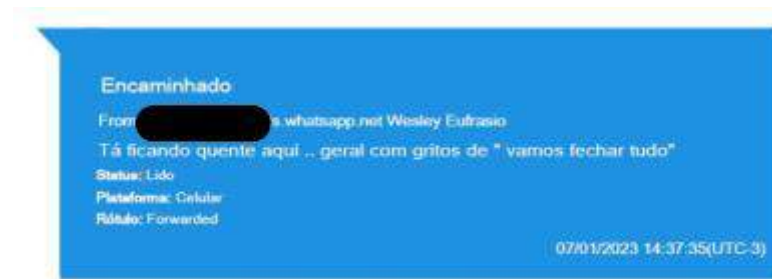 Encaminhado
From s.whatsapp.net Wesley Eufrasio
Tá ficando quente aqui .. geral com gritos de " vamos fechar tudo"
Status: Lido
Plataforma: Celular
Rótulo: Forwarded
07/01/2023 14:37:35(UTC-3)